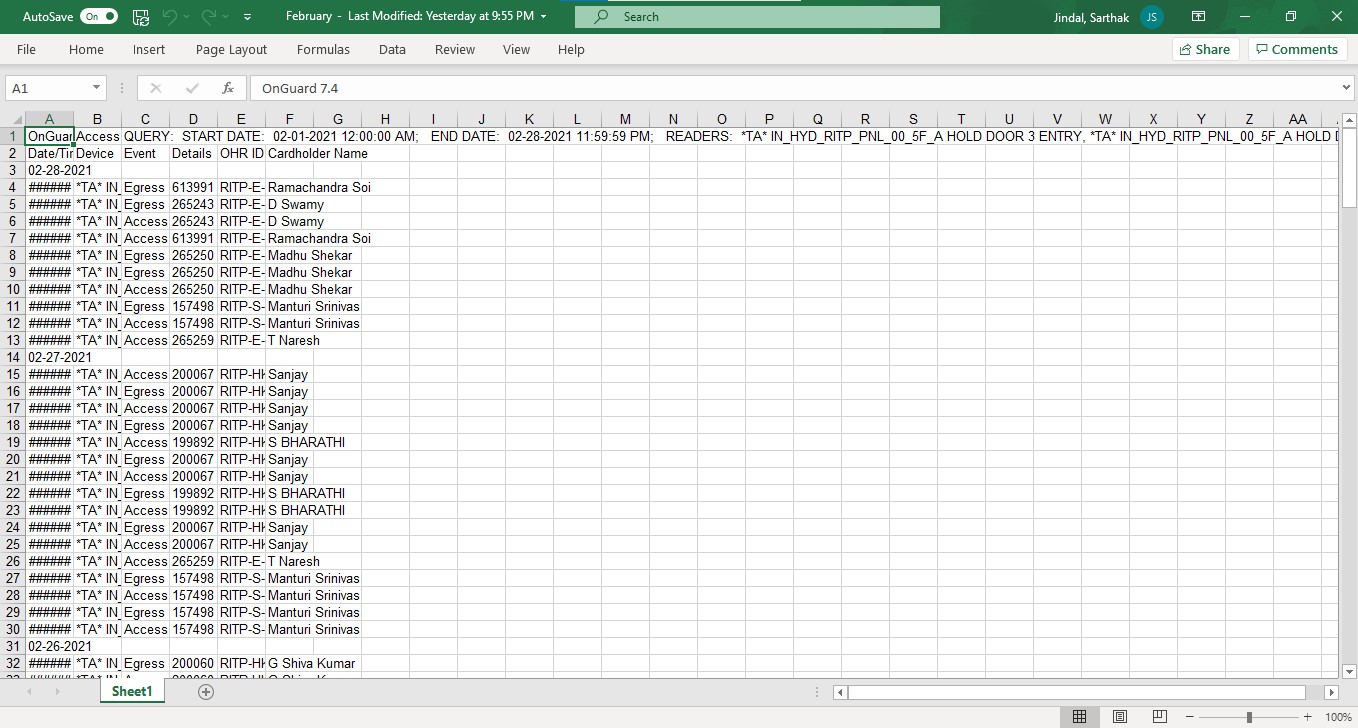 AutoSave On February - Last Modified: Yesterday at 9:55 PM Search Jindal, Sarthak JS
File Home Insert Page Layout Formulas Data Review View Help Share Comments
A1 fx OnGuard 7.4
A B C D E F G H I J K L M N O P Q R S T U V W X Y Z AA
1 OnGuar Access QUERY: START DATE: 02-01-2021 12:00:00 AM; END DATE: 02-28-2021 11:59:59 PM; READERS: *TA* IN_HYD_RITP_PNL_00_5F_A HOLD DOOR 3 ENTRY, *TA* IN_HYD_RITP_PNL_00_5F_A HOLD D
2 Date/Tir Device Event Details OHR ID Cardholder Name
3 02-28-2021
4 ###### *TA* IN_ Egress 613991 RITP-E- Ramachandra Soi
5 ###### *TA* IN_ Egress 265243 RITP-E- D Swamy
6 ###### *TA* IN_ Access 265243 RITP-E- D Swamy
7 ###### *TA* IN_ Access 613991 RITP-E- Ramachandra Soi
8 ###### *TA* IN_ Egress 265250 RITP-E- Madhu Shekar
9 ###### *TA* IN_ Egress 265250 RITP-E- Madhu Shekar
10 ###### *TA* IN_ Access 265250 RITP-E- Madhu Shekar
11 ###### *TA* IN_ Egress 157498 RITP-S- Manturi Srinivas
12 ###### *TA* IN_ Access 157498 RITP-S- Manturi Srinivas
13 ###### *TA* IN_ Access 265259 RITP-E- T Naresh
14 02-27-2021
15 ###### *TA* IN_ Access 200067 RITP-HK Sanjay
16 ###### *TA* IN_ Egress 200067 RITP-HK Sanjay
17 ###### *TA* IN_ Access 200067 RITP-HK Sanjay
18 ###### *TA* IN_ Egress 200067 RITP-HK Sanjay
19 ###### *TA* IN_ Access 199892 RITP-HK S BHARATHI
20 ###### *TA* IN_ Egress 200067 RITP-HK Sanjay
21 ###### *TA* IN_ Access 200067 RITP-HK Sanjay
22 ###### *TA* IN_ Egress 199892 RITP-HK S BHARATHI
23 ###### *TA* IN_ Access 199892 RITP-HK S BHARATHI
24 ###### *TA* IN_ Egress 200067 RITP-HK Sanjay
25 ###### *TA* IN_ Access 200067 RITP-HK Sanjay
26 ###### *TA* IN_ Access 265259 RITP-E- T Naresh
27 ###### *TA* IN_ Egress 157498 RITP-S- Manturi Srinivas
28 ###### *TA* IN_ Access 157498 RITP-S- Manturi Srinivas
29 ###### *TA* IN_ Egress 157498 RITP-S- Manturi Srinivas
30 ###### *TA* IN_ Access 157498 RITP-S- Manturi Srinivas
31 02-26-2021
32 ###### *TA* IN_ Egress 200060 RITP-HK G Shiva Kumar
Sheet1
100%